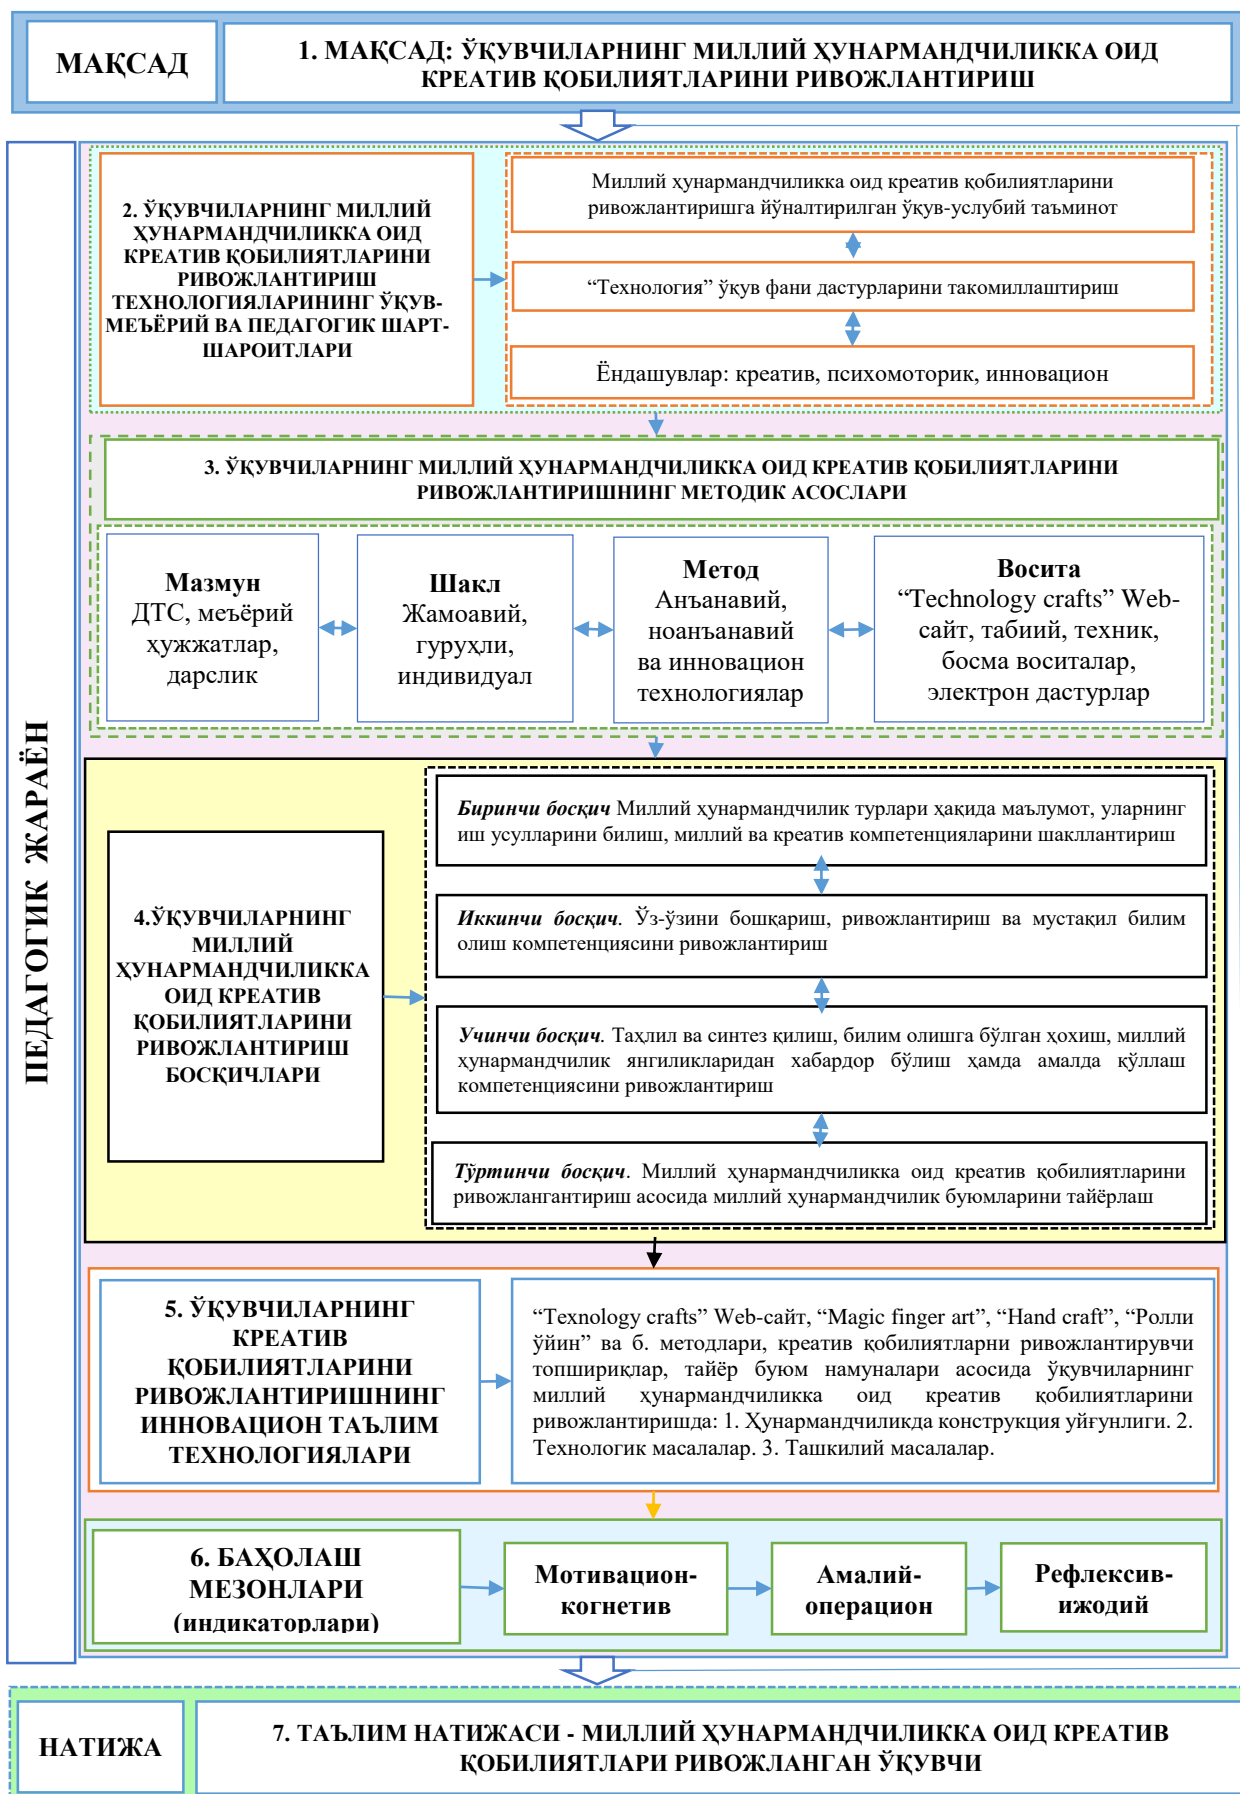 МАҚСАД
1. МАҚСАД: ЎҚУВЧИЛАРНИНГ МИЛЛИЙ ҲУНАРМАНДЧИЛИККА ОИД
КРЕАТИВ ҚОБИЛИЯТЛАРИНИ РИВОЖЛАНТИРИШ
ПЕДАГОГИК ЖАРАЁН
2. ЎҚУВЧИЛАРНИНГ МИЛЛИЙ
ҲУНАРМАНДЧИЛИККА ОИД
КРЕАТИВ ҚОБИЛИЯТЛАРИНИ
РИВОЖЛАНТИРИШ
ТЕХНОЛОГИЯЛАРИНИНГ ЎҚУВ-
МЕЪЁРИЙ ВА ПЕДАГОГИК ШАРТ-
ШАРОИТЛАРИ
Миллий ҳунармандчиликка оид креатив қобилиятларини
ривожлантиришга йўналтирилган ўқув-услубий таъминот
“Технология” ўқув фани дастурларини такомиллаштириш
Ёндашувлар: креатив, психомоторик, инновацион
3. ЎҚУВЧИЛАРНИНГ МИЛЛИЙ ҲУНАРМАНДЧИЛИККА ОИД КРЕАТИВ ҚОБИЛИЯТЛАРИНИ
РИВОЖЛАНТИРИШНИНГ МЕТОДИК АСОСЛАРИ
Мазмун
ДТС, меъёрий
ҳужжатлар,
дарслик
Шакл
Жамоавий,
гуруҳли,
индивидуал
Метод
Анъанавий,
ноанъанавий
ва инновацион
технологиялар
Восита
“Technology crafts” Web-
сайт, табиий, техник,
босма воситалар,
электрон дастурлар
4.ЎҚУВЧИЛАРНИНГ
МИЛЛИЙ
ҲУНАРМАНДЧИЛИККА
ОИД КРЕАТИВ
ҚОБИЛИЯТЛАРИНИ
РИВОЖЛАНТИРИШ
БОСҚИЧЛАРИ
Биринчи босқич Миллий ҳунармандчилик турлари ҳақида маълумот, уларнинг
иш усулларини билиш, миллий ва креатив компетенцияларини шакллантириш
Иккинчи босқич. Ўз-ўзини бошқариш, ривожлантириш ва мустақил билим
олиш компетенциясини ривожлантириш
Учинчи босқич. Таҳлил ва синтез қилиш, билим олишга бўлган ҳохиш, миллий
ҳунармандчилик янгиликларидан хабардор бўлиш ҳамда амалда қўллаш
компетенциясини ривожлантириш
Тўртинчи босқич. Миллий ҳунармандчиликка оид креатив қобилиятларини
ривожлангантириш асосида миллий ҳунармандчилик буюмларини тайёрлаш
5. ЎҚУВЧИЛАРНИНГ
КРЕАТИВ
ҚОБИЛИЯТЛАРИНИ
РИВОЖЛАНТИРИШНИНГ
ИННОВАЦИОН ТАЪЛИМ
ТЕХНОЛОГИЯЛАРИ
“Texnology crafts” Web-сайт, “Magic finger art”, “Hand craft”, “Ролли
ўйин” ва б. методлари, креатив қобилиятларни ривожлантирувчи
топшириқлар, тайёр буюм намуналари асосида ўқувчиларнинг
миллий ҳунармандчиликка оид креатив қобилиятларини
ривожлантиришда: 1. Ҳунармандчиликда конструкция уйғунлиги. 2.
Технологик масалалар. 3. Ташкилий масалалар.
6. БАҲОЛАШ
МЕЗОНЛАРИ
(индикаторлари)
Мотивацион-
когнетив
Амалий-
операцион
Рефлексив-
ижодий
НАТИЖА
7. ТАЪЛИМ НАТИЖАСИ - МИЛЛИЙ ҲУНАРМАНДЧИЛИККА ОИД КРЕАТИВ
ҚОБИЛИЯТЛАРИ РИВОЖЛАНГАН ЎҚУВЧИ